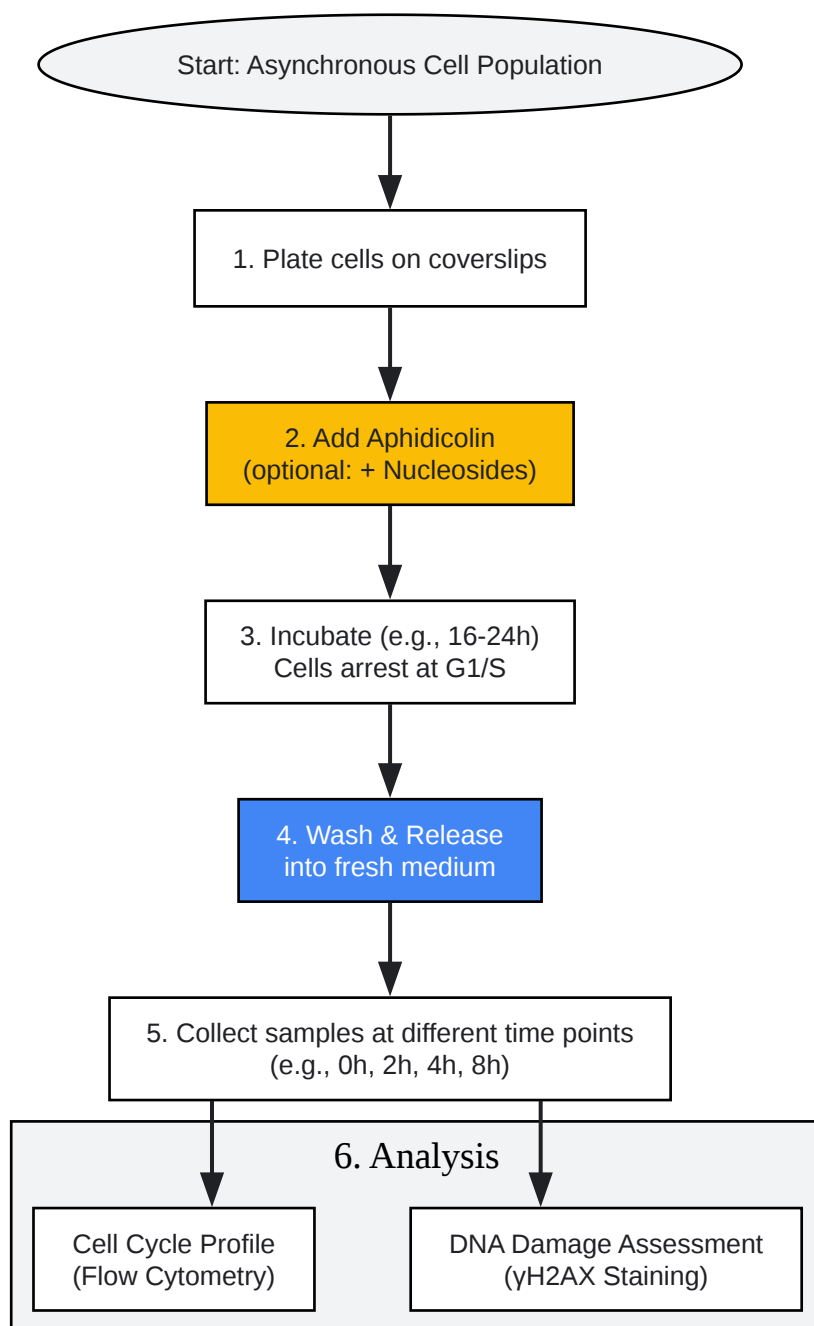 Start: Asynchronous Cell Population
1. Plate cells on coverslips
2. Add Aphidicolin
(optional: + Nucleosides)
3. Incubate (e.g., 16-24h)
Cells arrest at G1/S
4. Wash & Release
into fresh medium
5. Collect samples at different time points
(e.g., 0h, 2h, 4h, 8h)
6. Analysis
Cell Cycle Profile
(Flow Cytometry)
DNA Damage Assessment
(γH2AX Staining)